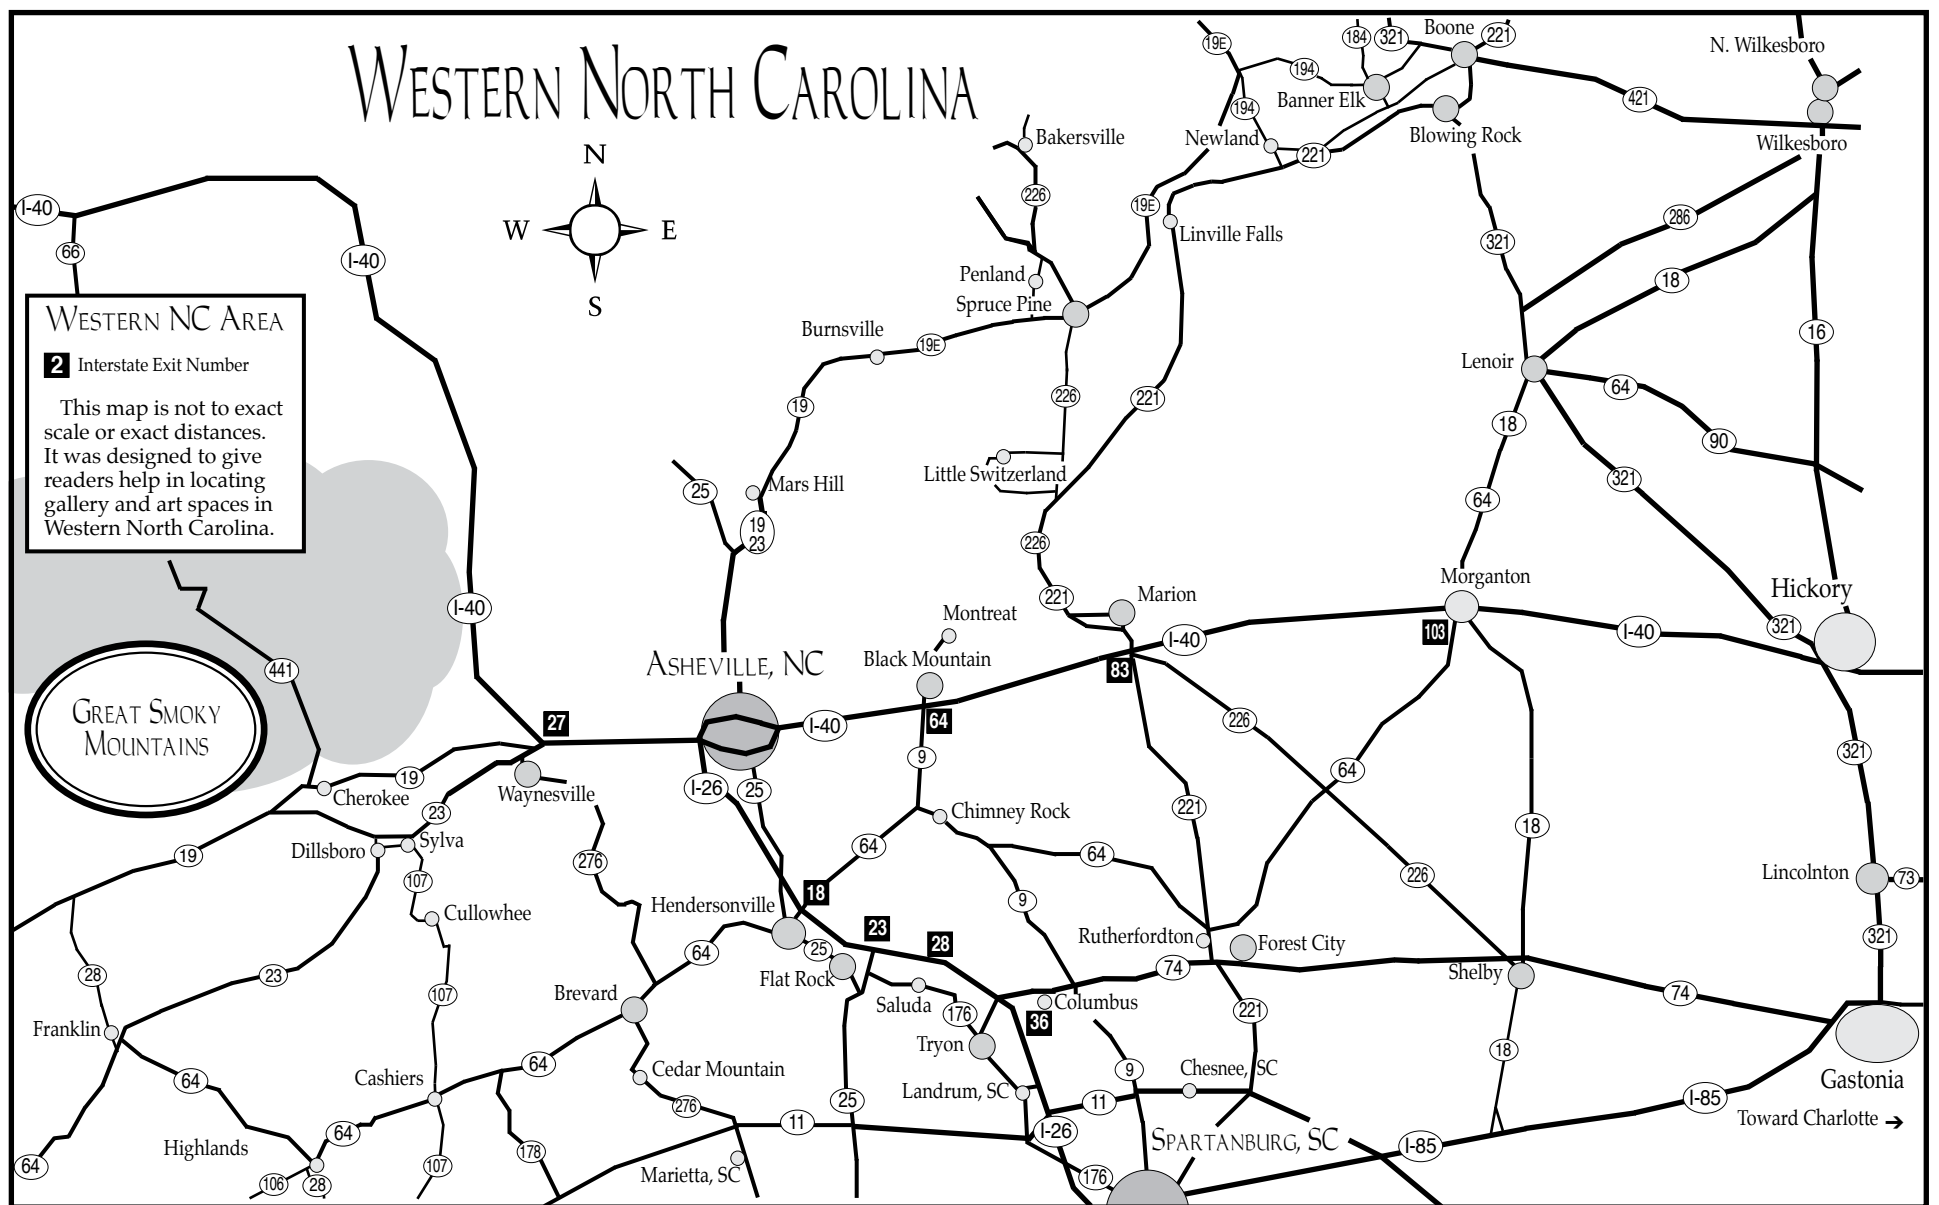 WESTERN NORTH CAROLINA
N
W
E
S
WESTERN NC AREA
2 Interstate Exit Number
This map is not to exact
scale or exact distances.
It was designed to give
readers help in locating
gallery and art spaces in
Western North Carolina.
GREAT SMOKY
MOUNTAINS
19E
184
321
Boone
221
N. Wilkesboro
194
Banner Elk
421
194
Newland
221
Blowing Rock
Wilkesboro
Bakersville
226
19E
Linville Falls
321
286
18
16
I-40
66
I-40
Penland
Spruce Pine
Burnsville
19E
19
226
221
Lenoir
64
18
90
321
64
Little Switzerland
25
Mars Hill
19
23
226
221
Marion
Morganton
Hickory
I-40
Montreat
Black Mountain
ASHEVILLE, NC
I-40
103
I-40
321
83
441
27
I-40
64
9
226
321
64
Cherokee
19
Waynesville
23
I-26
25
Chimney Rock
221
18
Dillsboro
Sylva
19
276
64
64
226
Lincolnton
73
107
Cullowhee
18
Hendersonville
9
23
28
Rutherfordton
Forest City
321
28
23
107
64
25
Flat Rock
74
Shelby
74
Brevard
Saluda
176
Columbus
36
221
Franklin
Tryon
18
64
Cashiers
64
Cedar Mountain
Landrum, SC
9
Chesnee, SC
Gastonia
276
25
11
I-85
Toward Charlotte
Highlands
64
11
I-26
SPARTANBURG, SC
I-85
64
106
28
107
178
Marietta, SC
176